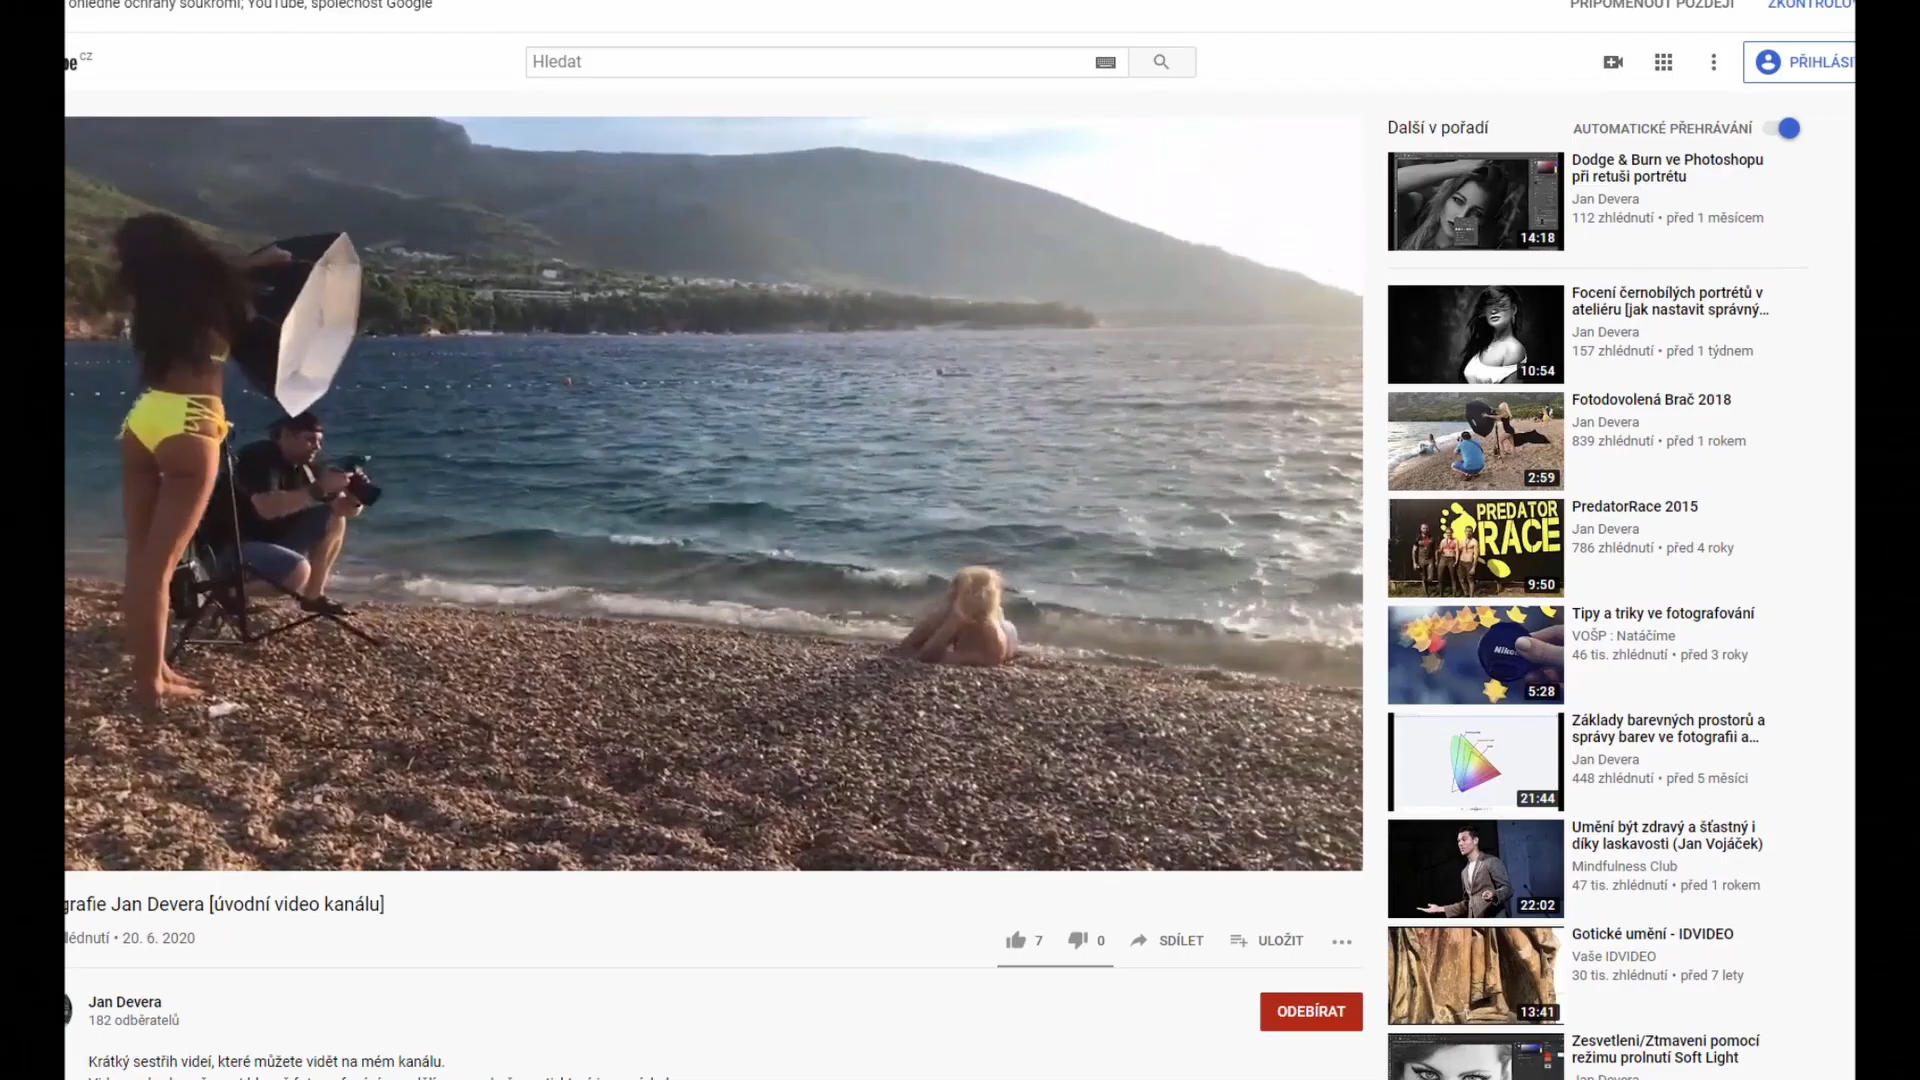 ohledně ochrany soukromí; YouTube, společnost Google
PŘIPOMENOUT POZDĚJI
be CZ
Hledat
Další v pořadí
AUTOMATICKÉ PŘEHRÁVÁNÍ
Dodge & Burn ve Photoshopu
při retuši portrétu
Jan Devera
112 zhlédnutí • před 1 měsícem
14:18
Focení černobílých portrétů v
ateliéru [jak nastavit správný...
Jan Devera
157 zhlédnutí • před 1 týdnem
10:54
Fotodovolená Brač 2018
Jan Devera
839 zhlédnutí • před 1 rokem
2:59
PREDATOR
RACE
PredatorRace 2015
Jan Devera
786 zhlédnutí • před 4 roky
9:50
Tipy a triky ve fotografování
VOŠP : Natáčíme
46 tis. zhlédnutí • před 3 roky
5:28
Základy barevných prostorů a
správy barev ve fotografii a...
Jan Devera
448 zhlédnutí • před 5 měsíci
21:44
Umění být zdravý a šťastný i
díky laskavosti (Jan Vojáček)
Mindfulness Club
47 tis. zhlédnutí • před 1 rokem
22:02
Gotické umění - IDVIDEO
Vaše IDVIDEO
30 tis. zhlédnutí • před 7 lety
13:41
Zesvetleni/Ztmaveni pomocí
režimu prolnutí Soft Light
grafie Jan Devera [úvodní video kanálu]
lédnutí • 20. 6. 2020
7
0
SDÍLET
ULOŽIT
Jan Devera
182 odběratelů
ODEBÍRAT
Krátký sestřih videí, které můžete vidět na mém kanálu.